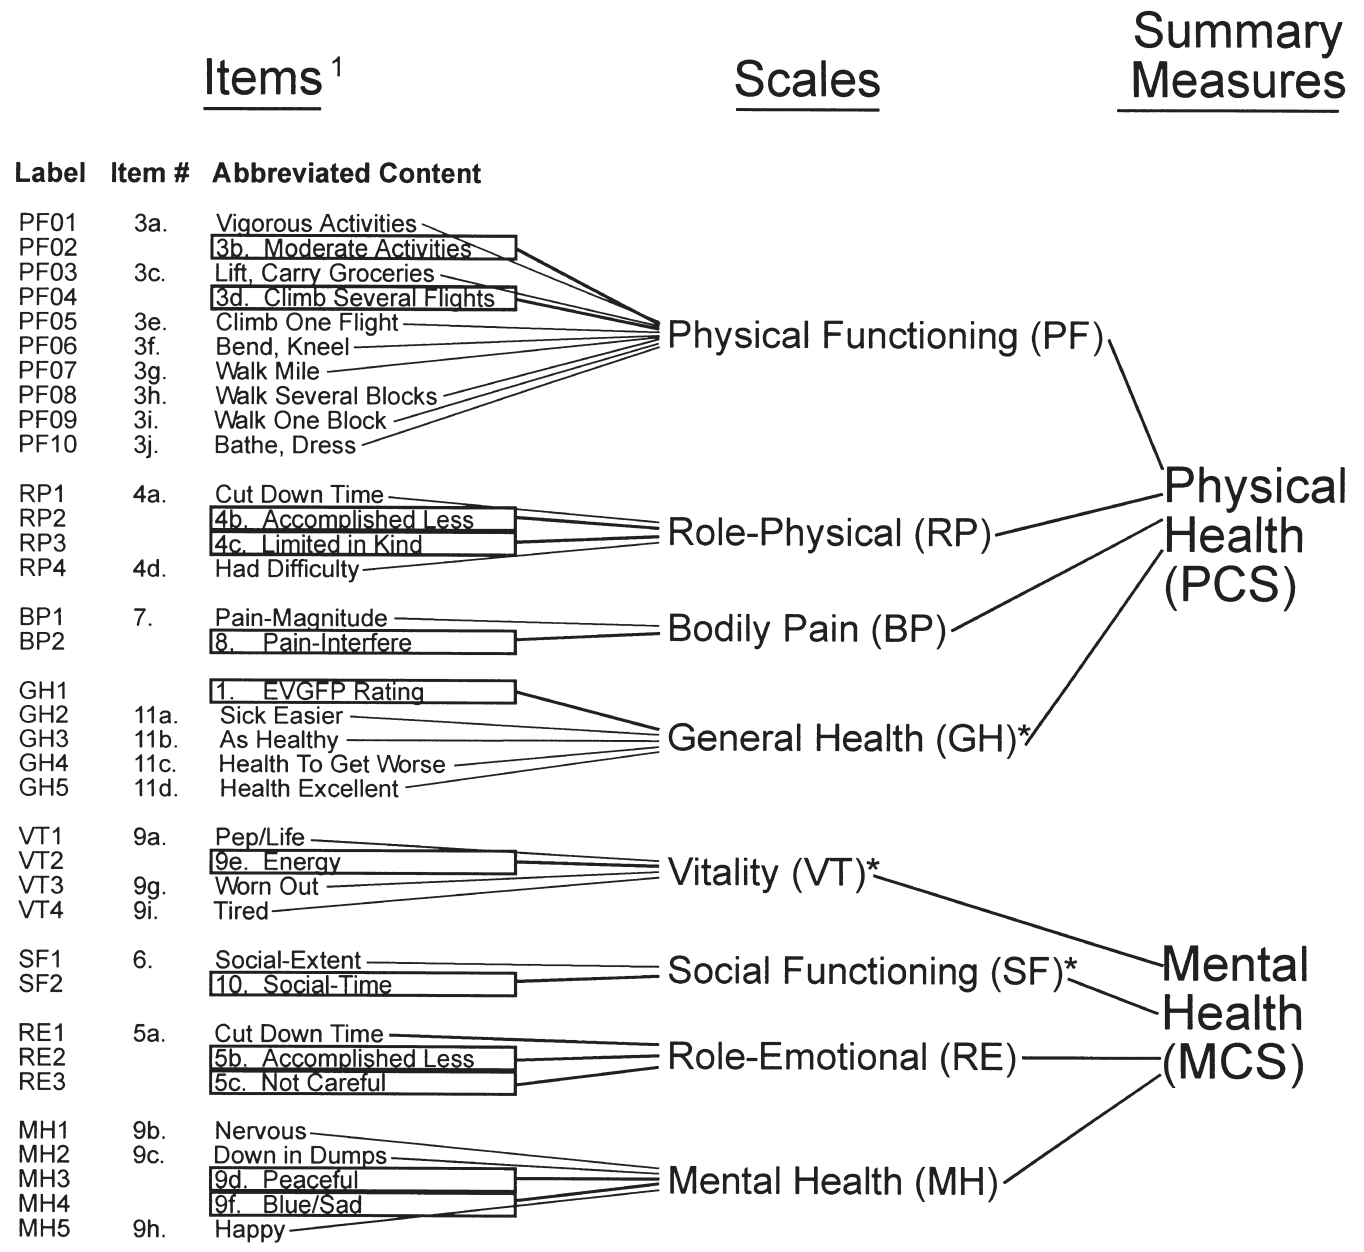 Items 1
Scales
Summary
Measures
Label Item # Abbreviated Content
PF01 3a. Vigorous Activities
PF02 3b. Moderate Activities
PF03 3c. Lift, Carry Groceries
PF04 3d. Climb Several Flights
PF05 3e. Climb One Flight
PF06 3f. Bend, Kneel
PF07 3g. Walk Mile
PF08 3h. Walk Several Blocks
PF09 3i. Walk One Block
PF10 3j. Bathe, Dress
Physical Functioning (PF)
RP1 4a. Cut Down Time
RP2 4b. Accomplished Less
RP3 4c. Limited in Kind
RP4 4d. Had Difficulty
Role-Physical (RP)
BP1 7. Pain-Magnitude
BP2 8. Pain-Interfere
Bodily Pain (BP)
GH1 1. EVGFP Rating
GH2 11a. Sick Easier
GH3 11b. As Healthy
GH4 11c. Health To Get Worse
GH5 11d. Health Excellent
General Health (GH)*
Physical
Health
(PCS)
VT1 9a. Pep/Life
VT2 9e. Energy
VT3 9g. Worn Out
VT4 9i. Tired
Vitality (VT)*
SF1 6. Social-Extent
SF2 10. Social-Time
Social Functioning (SF)*
RE1 5a. Cut Down Time
RE2 5b. Accomplished Less
RE3 5c. Not Careful
Role-Emotional (RE)
MH1 9b. Nervous
MH2 9c. Down in Dumps
MH3 9d. Peaceful
MH4 9f. Blue/Sad
MH5 9h. Happy
Mental Health (MH)
Mental
Health
(MCS)